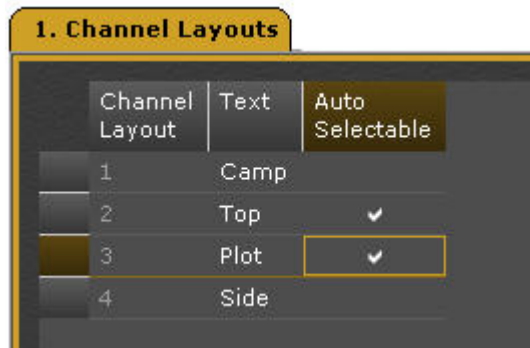 1. Channel Layouts
Channel Layout Text Auto Selectable
1 Camp
2 Top ✔
3 Plot ✔
4 Side